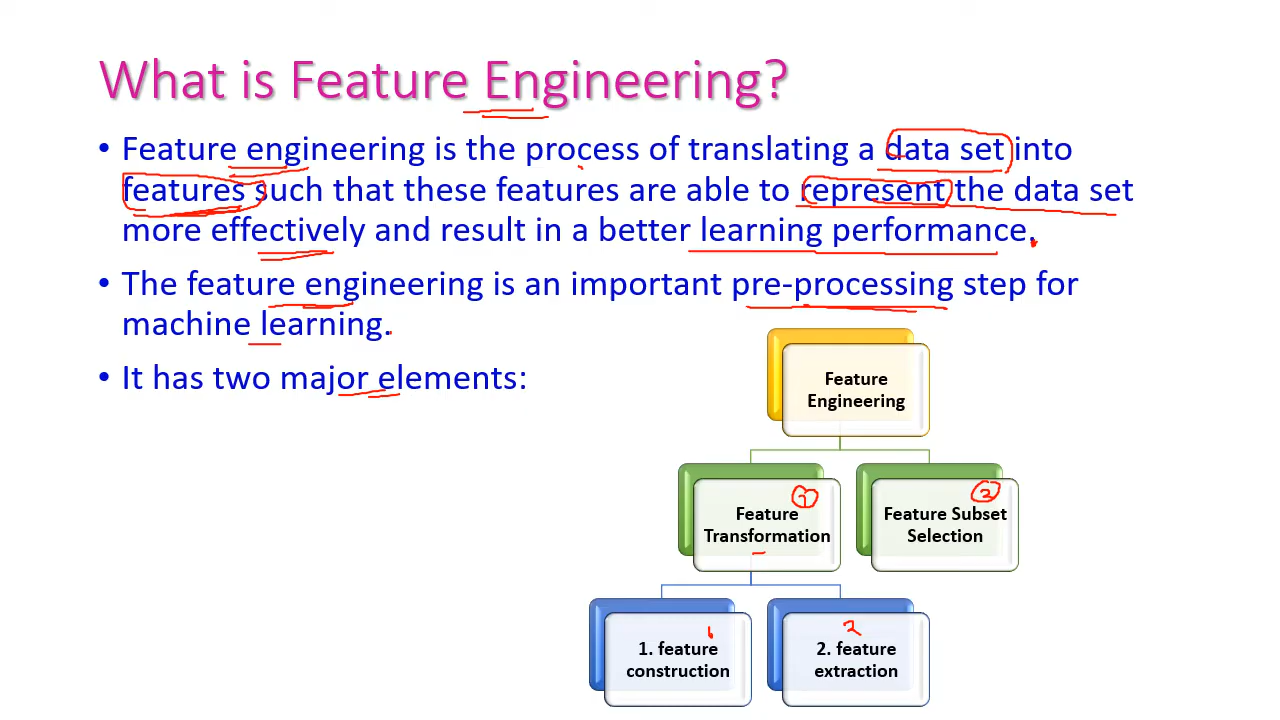 What is Feature Engineering?
• Feature engineering is the process of translating a data set into
features such that these features are able to represent the data set
more effectively and result in a better learning performance.
• The feature engineering is an important pre-processing step for
machine learning.
• It has two major elements:
Feature
Engineering
1
Feature
Transformation
2
Feature Subset
Selection
1
1. feature
construction
2
2. feature
extraction